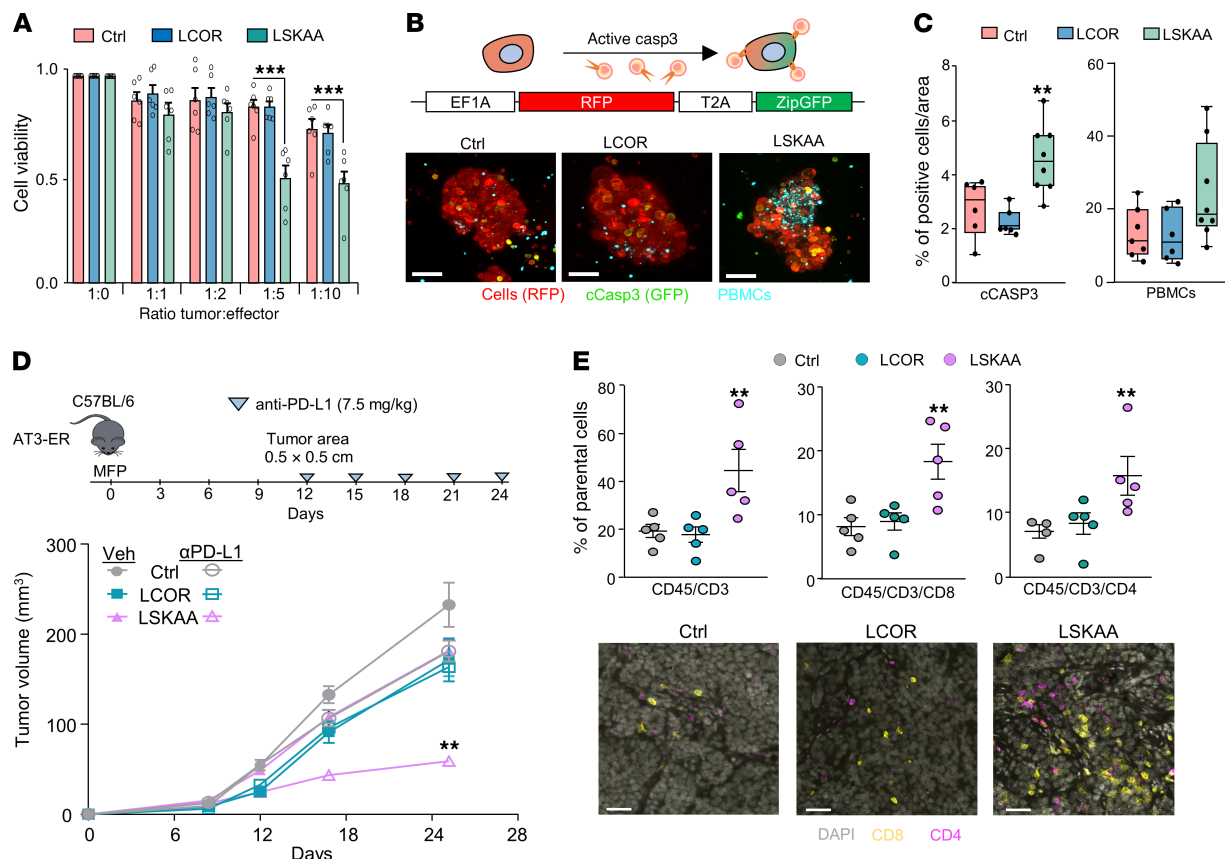 A
Ctrl LCOR LSKAA
Cell viability
1.0
0.5
0.0
*** ***
1:0 1:1 1:2 1:5 1:10
Ratio tumor:effector
B
Active casp3
EF1A RFP T2A ZipGFP
Ctrl LCOR LSKAA
Cells (RFP) cCasp3 (GFP) PBMCs
C
Ctrl LCOR LSKAA
% of positive cells/area
8
6
4
2
0
**
cCASP3
60
40
20
0
PBMCs
D
C57BL/6
AT3-ER
MFP
anti-PD-L1 (7.5 mg/kg)
Tumor area
0.5 × 0.5 cm
0 3 6 9 12 15 18 21 24
Days
Veh αPD-L1
Ctrl
LCOR
LSKAA
Tumor volume (mm³)
300
200
100
0
**
0 6 12 18 24 28
Days
E
Ctrl LCOR LSKAA
% of parental cells
80
60
40
20
0
**
CD45/CD3
30
20
10
0
**
CD45/CD3/CD8
30
20
10
0
**
CD45/CD3/CD4
Ctrl LCOR LSKAA
DAPI CD8 CD4